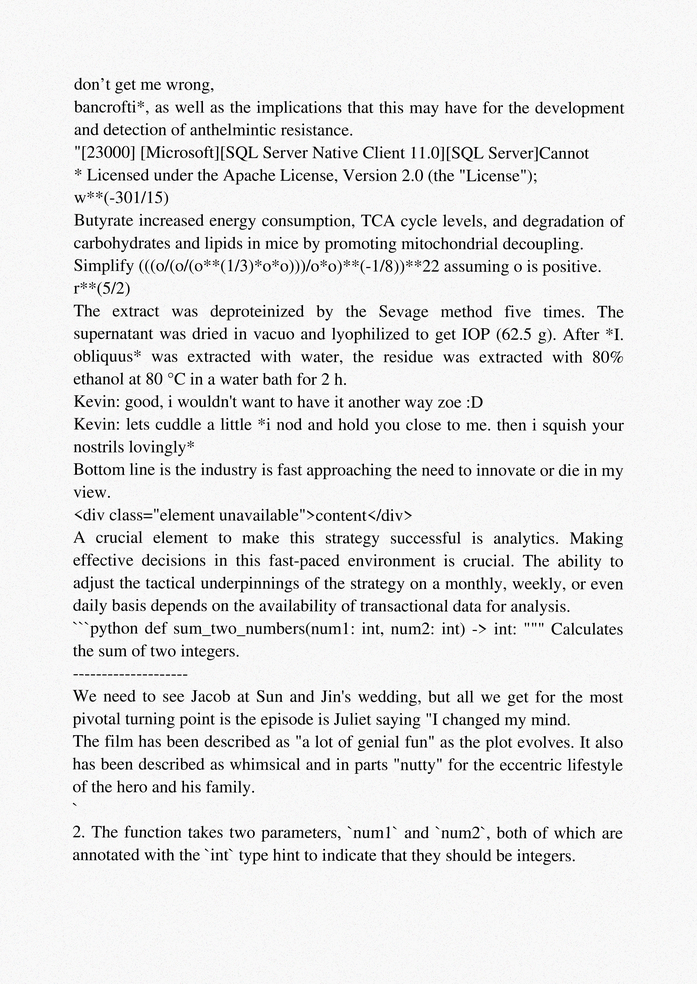 don’t get me wrong,
bancrofti*, as well as the implications that this may have for the development
and detection of anthelmintic resistance.
"[23000] [Microsoft][SQL Server Native Client 11.0][SQL Server]Cannot
* Licensed under the Apache License, Version 2.0 (the "License");
w**(-301/15)
Butyrate increased energy consumption, TCA cycle levels, and degradation of
carbohydrates and lipids in mice by promoting mitochondrial decoupling.
Simplify (((o/(o/(o**(1/3)*o*o)))/o*o)**(-1/8))**22 assuming o is positive.
r**(5/2)
The extract was deproteinized by the Sevage method five times. The
supernatant was dried in vacuo and lyophilized to get IOP (62.5 g). After *I.
obliquus* was extracted with water, the residue was extracted with 80%
ethanol at 80 °C in a water bath for 2 h.
Kevin: good, i wouldn't want to have it another way zoe :D
Kevin: lets cuddle a little *i nod and hold you close to me. then i squish your
nostrils lovingly*
Bottom line is the industry is fast approaching the need to innovate or die in my
view.
<div class="element unavailable">content</div>
A crucial element to make this strategy successful is analytics. Making
effective decisions in this fast-paced environment is crucial. The ability to
adjust the tactical underpinnings of the strategy on a monthly, weekly, or even
daily basis depends on the availability of transactional data for analysis.
```python def sum_two_numbers(num1: int, num2: int) -> int: """ Calculates
the sum of two integers.
--------------------
We need to see Jacob at Sun and Jin's wedding, but all we get for the most
pivotal turning point is the episode is Juliet saying "I changed my mind.
The film has been described as "a lot of genial fun" as the plot evolves. It also
has been described as whimsical and in parts "nutty" for the eccentric lifestyle
of the hero and his family.
`
2. The function takes two parameters, `num1` and `num2`, both of which are
annotated with the `int` type hint to indicate that they should be integers.